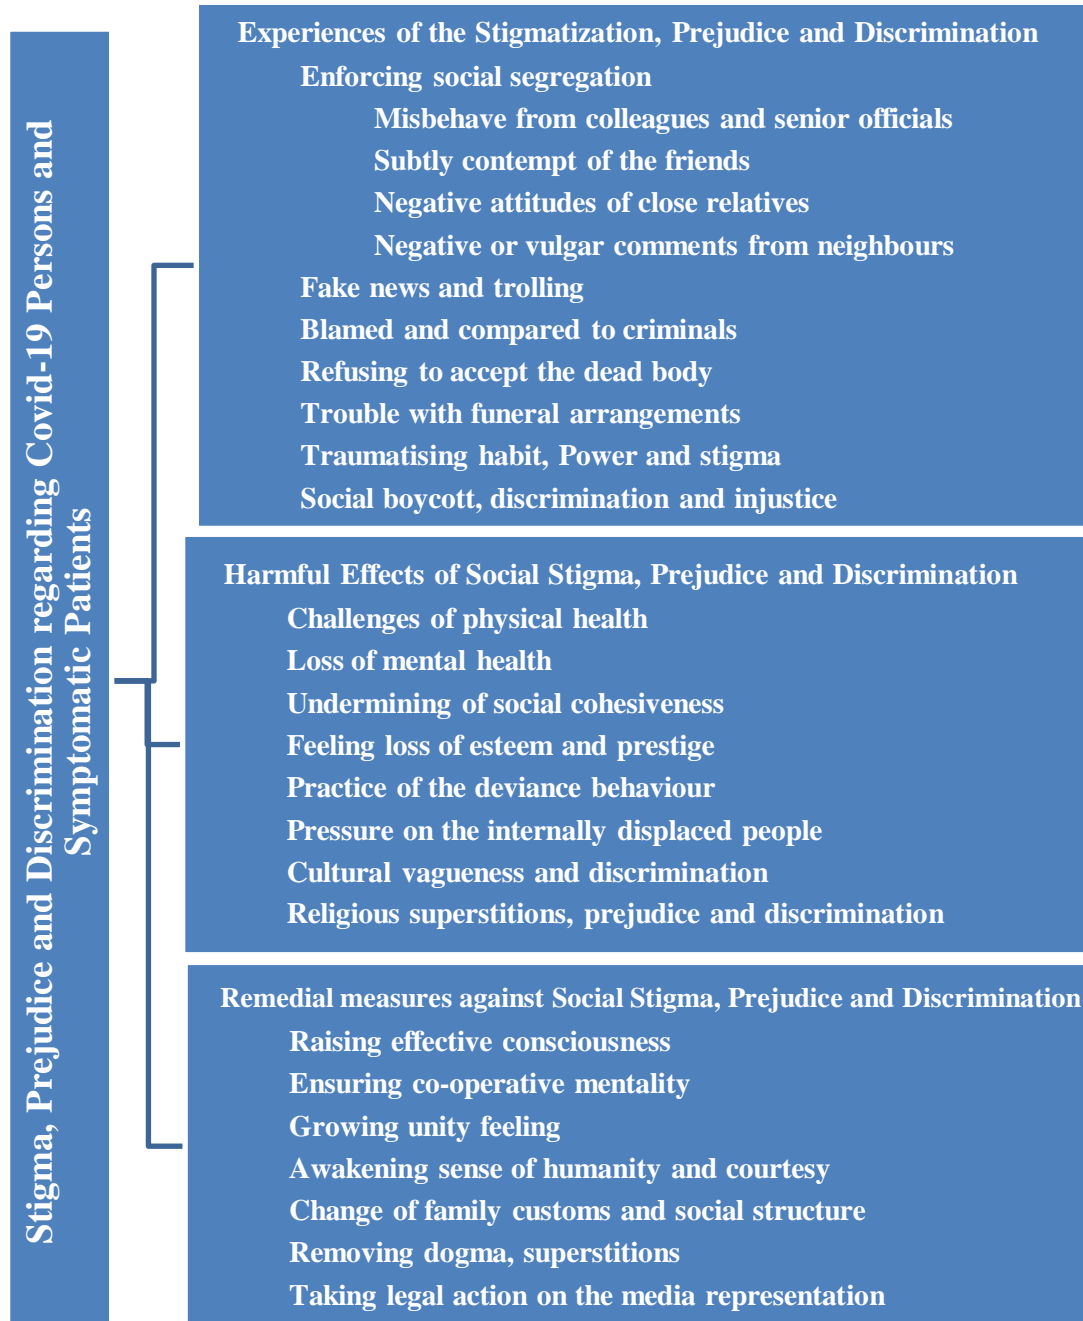 Stigma, Prejudice and Discrimination regarding Covid-19 Persons and
Symptomatic Patients
Experiences of the Stigmatization, Prejudice and Discrimination
Enforcing social segregation
Misbehave from colleagues and senior officials
Subtly contempt of the friends
Negative attitudes of close relatives
Negative or vulgar comments from neighbours
Fake news and trolling
Blamed and compared to criminals
Refusing to accept the dead body
Trouble with funeral arrangements
Traumatising habit, Power and stigma
Social boycott, discrimination and injustice
Harmful Effects of Social Stigma, Prejudice and Discrimination
Challenges of physical health
Loss of mental health
Undermining of social cohesiveness
Feeling loss of esteem and prestige
Practice of the deviance behaviour
Pressure on the internally displaced people
Cultural vagueness and discrimination
Religious superstitions, prejudice and discrimination
Remedial measures against Social Stigma, Prejudice and Discrimination
Raising effective consciousness
Ensuring co-operative mentality
Growing unity feeling
Awakening sense of humanity and courtesy
Change of family customs and social structure
Removing dogma, superstitions
Taking legal action on the media representation